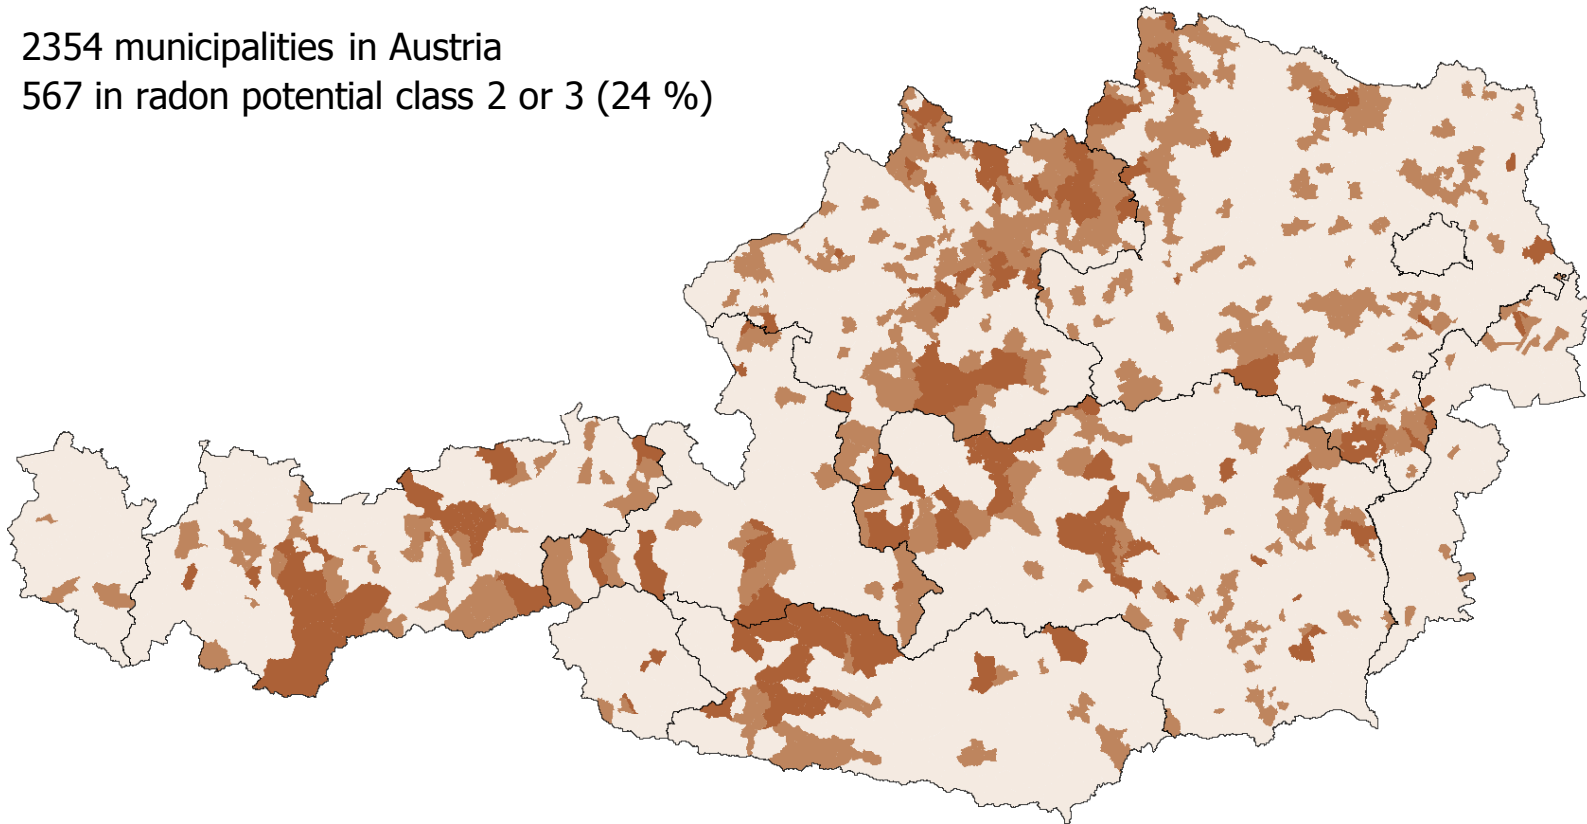 2354 municipalities in Austria
567 in radon potential class 2 or 3 (24 %)